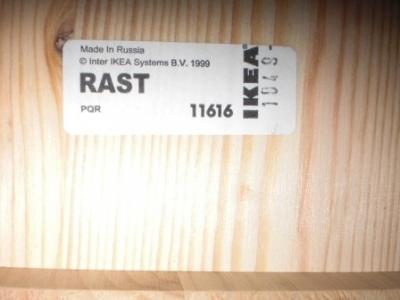 Made In Russia
© Inter IKEA Systems B.V. 1999
RAST
PQR
11616
IKEA